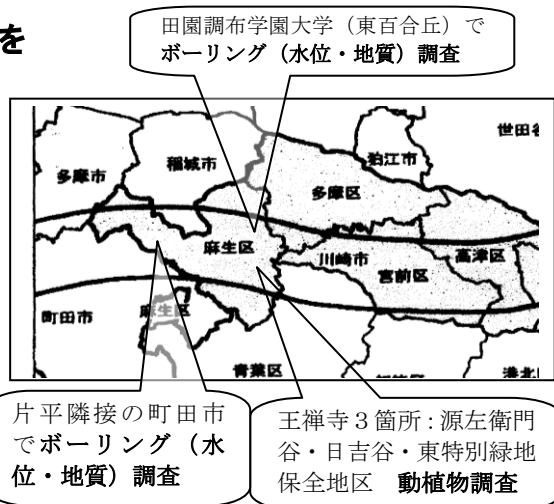 を
田園調布学園大学（東百合丘）で
ボーリング（水位・地質）調査
世田谷
狛江市
稲城市
多摩市
多摩区
麻生区
川崎市
高津区
宮前区
町田市
麻生区
青葉区
港北
片平隣接の町田市
でボーリング（水
位・地質）調査
王禅寺３箇所：源左衛門
谷・日吉谷・東特別緑地
保全地区　動植物調査